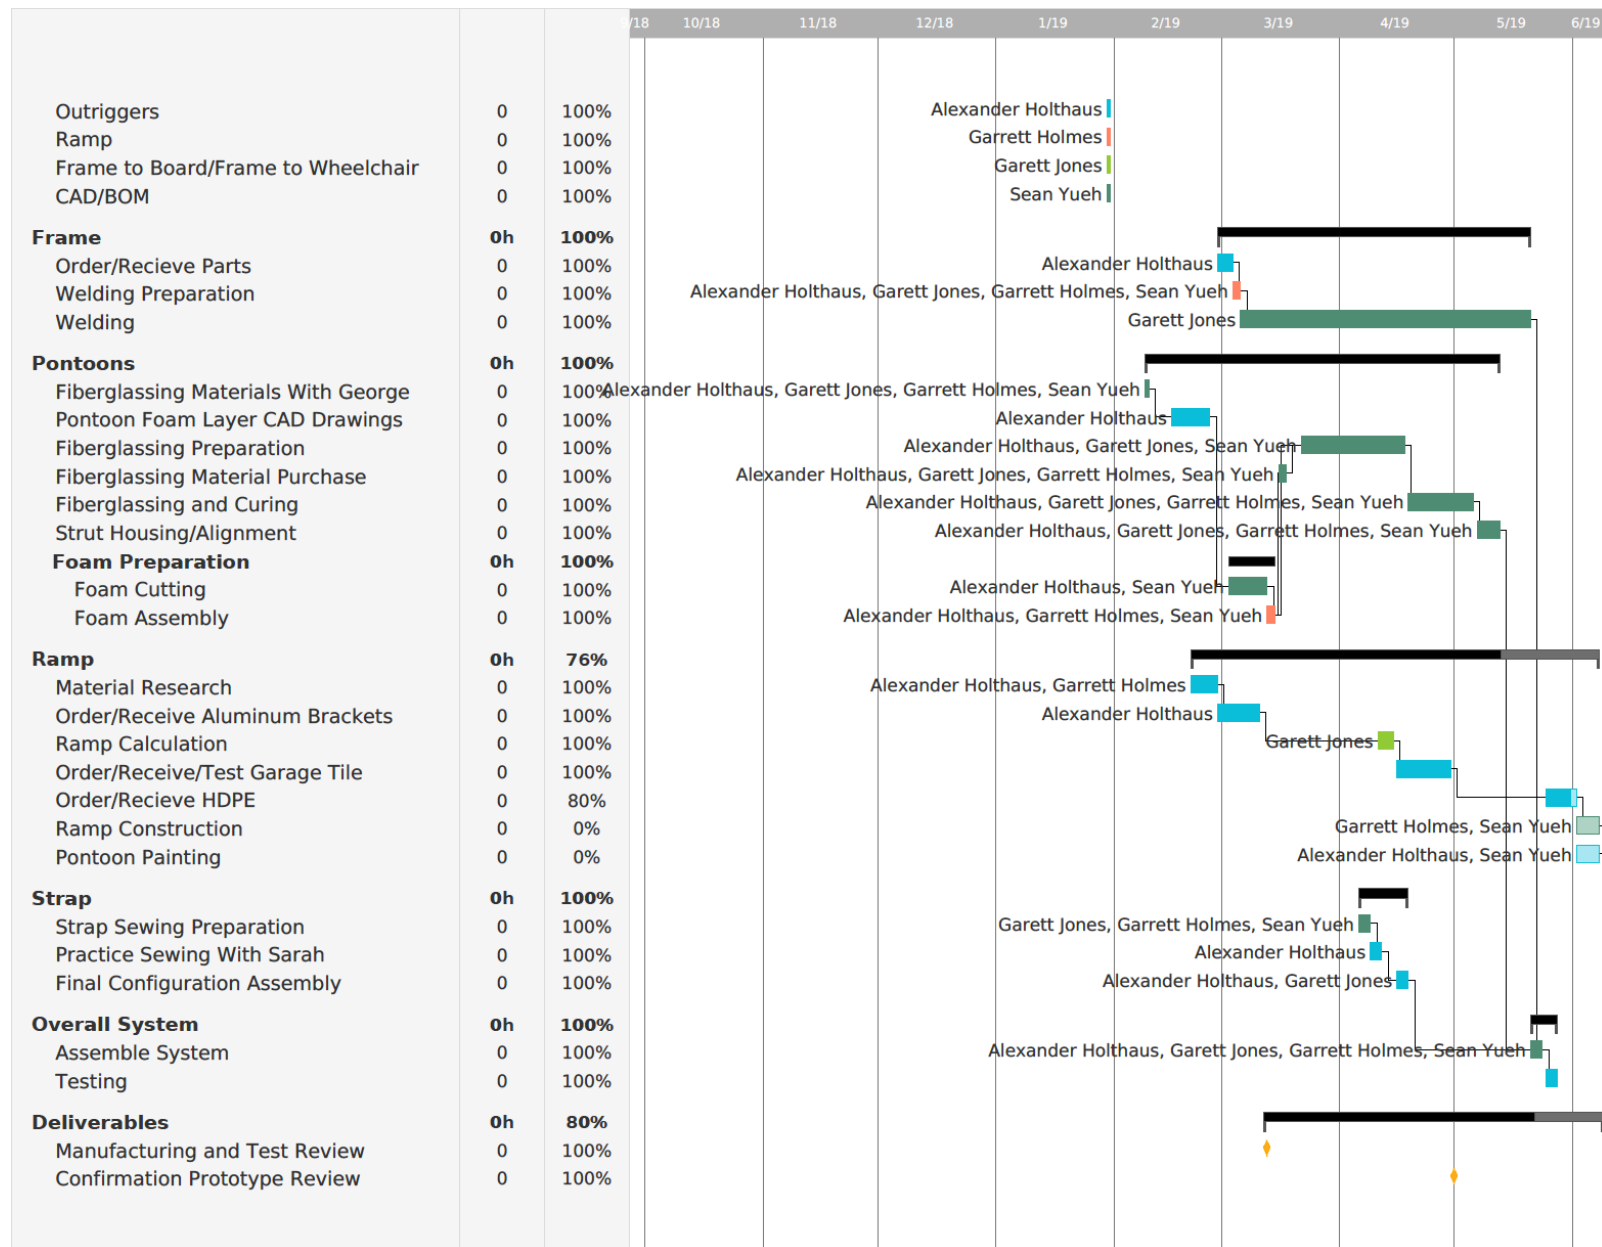 9/18 10/18 11/18 12/18 1/19 2/19 3/19 4/19 5/19 6/19
Outriggers 0 100% Alexander Holthaus
Ramp 0 100% Garrett Holmes
Frame to Board/Frame to Wheelchair 0 100% Garett Jones
CAD/BOM 0 100% Sean Yueh
Frame 0h 100%
Order/Recieve Parts 0 100% Alexander Holthaus
Welding Preparation 0 100% Alexander Holthaus, Garett Jones, Garrett Holmes, Sean Yueh
Welding 0 100% Garett Jones
Pontoons 0h 100%
Fiberglassing Materials With George 0 100% Alexander Holthaus, Garett Jones, Garrett Holmes, Sean Yueh
Pontoon Foam Layer CAD Drawings 0 100% Alexander Holthaus
Fiberglassing Preparation 0 100% Alexander Holthaus, Garett Jones, Sean Yueh
Fiberglassing Material Purchase 0 100% Alexander Holthaus, Garett Jones, Garrett Holmes, Sean Yueh
Fiberglassing and Curing 0 100% Alexander Holthaus, Garett Jones, Garrett Holmes, Sean Yueh
Strut Housing/Alignment 0 100% Alexander Holthaus, Garett Jones, Garrett Holmes, Sean Yueh
Foam Preparation 0h 100%
Foam Cutting 0 100% Alexander Holthaus, Sean Yueh
Foam Assembly 0 100% Alexander Holthaus, Garrett Holmes, Sean Yueh
Ramp 0h 76%
Material Research 0 100% Alexander Holthaus, Garrett Holmes
Order/Receive Aluminum Brackets 0 100% Alexander Holthaus
Ramp Calculation 0 100% Garett Jones
Order/Receive/Test Garage Tile 0 100%
Order/Recieve HDPE 0 80%
Ramp Construction 0 0% Garrett Holmes, Sean Yueh
Pontoon Painting 0 0% Alexander Holthaus, Sean Yueh
Strap 0h 100%
Strap Sewing Preparation 0 100% Garett Jones, Garrett Holmes, Sean Yueh
Practice Sewing With Sarah 0 100% Alexander Holthaus
Final Configuration Assembly 0 100% Alexander Holthaus, Garett Jones
Overall System 0h 100%
Assemble System 0 100% Alexander Holthaus, Garett Jones, Garrett Holmes, Sean Yueh
Testing 0 100%
Deliverables 0h 80%
Manufacturing and Test Review 0 100%
Confirmation Prototype Review 0 100%